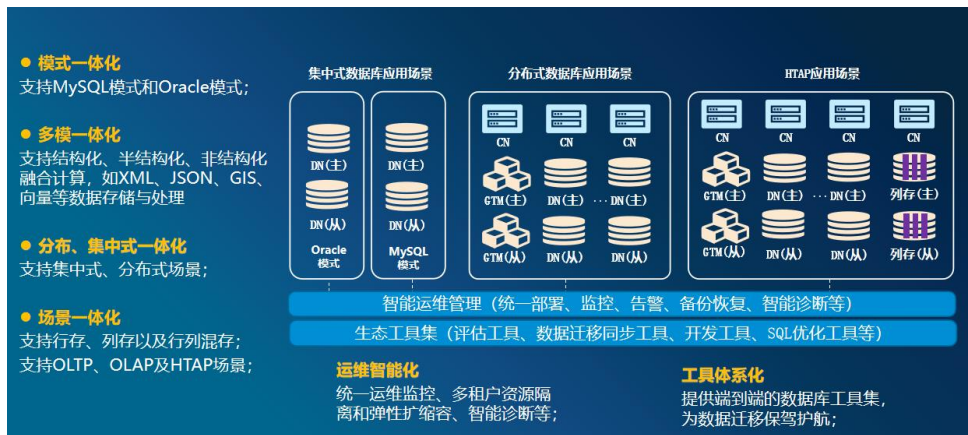 模式一体化
支持MySQL模式和Oracle模式；
多模一体化
支持结构化、半结构化、非结构化
融合计算，如XML、JSON、GIS、
向量等数据存储与处理
分布、集中式一体化
支持集中式、分布式场景；
场景一体化
支持行存、列存以及行列混存；
支持OLTP、OLAP及HTAP场景；
集中式数据库应用场景
DN(主)
DN(主)
DN(从)
DN(从)
Oracle
模式
MySQL
模式
分布式数据库应用场景
CN CN CN
GTM(主) DN(主) ···DN(主)
GTM(从) DN(从) DN(从)
HTAP应用场景
CN CN CN CN
GTM(主) DN(主) ···DN(主) 列存(主)
GTM(从) DN(从) DN(从) 列存(从)
智能运维管理（统一部署、监控、告警、备份恢复、智能诊断等）
生态工具集（评估工具、数据迁移同步工具、开发工具、SQL优化工具等）
运维智能化
统一运维监控、多租户资源隔
离和弹性扩缩容、智能诊断等；
工具体系化
提供端到端的数据库工具集，
为数据迁移保驾护航；